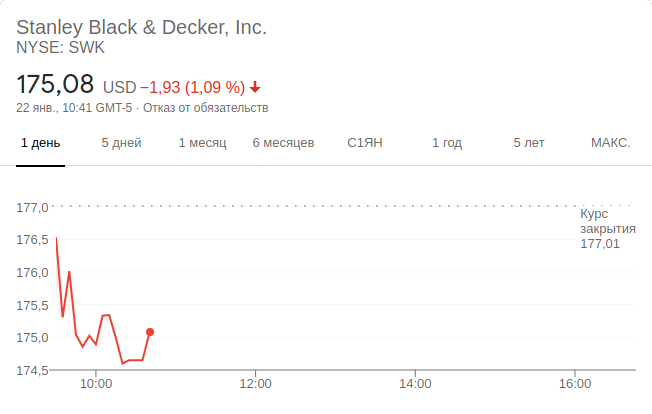 Stanley Black & Decker, Inc.
NYSE: SWK
175,08 USD −1,93 (1,09 %)
22 янв., 10:41 GMT-5 · Отказ от обязательств
1 день 5 дней 1 месяц 6 месяцев С1ЯН 1 год 5 лет МАКС.
177,0
Курс
закрытия
177,01
176,5
176,0
175,5
175,0
174,5
10:00 12:00 14:00 16:00